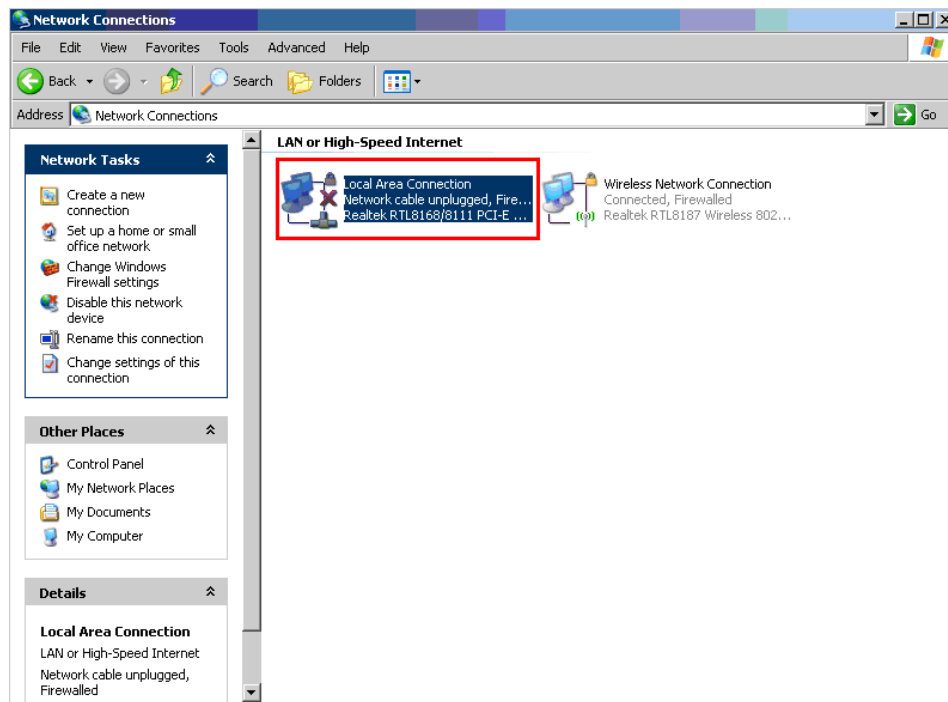 Network Connections
File Edit View Favorites Tools Advanced Help
Back Search Folders
Address Network Connections Go
Network Tasks
Create a new
connection
Set up a home or small
office network
Change Windows
Firewall settings
Disable this network
device
Rename this connection
Change settings of this
connection
Other Places
Control Panel
My Network Places
My Documents
My Computer
Details
Local Area Connection
LAN or High-Speed Internet
Network cable unplugged,
Firewalled
LAN or High-Speed Internet
Local Area Connection
Network cable unplugged, Fire...
Realtek RTL8168/8111 PCI-E ...
Wireless Network Connection
Connected, Firewalled
Realtek RTL8187 Wireless 802...